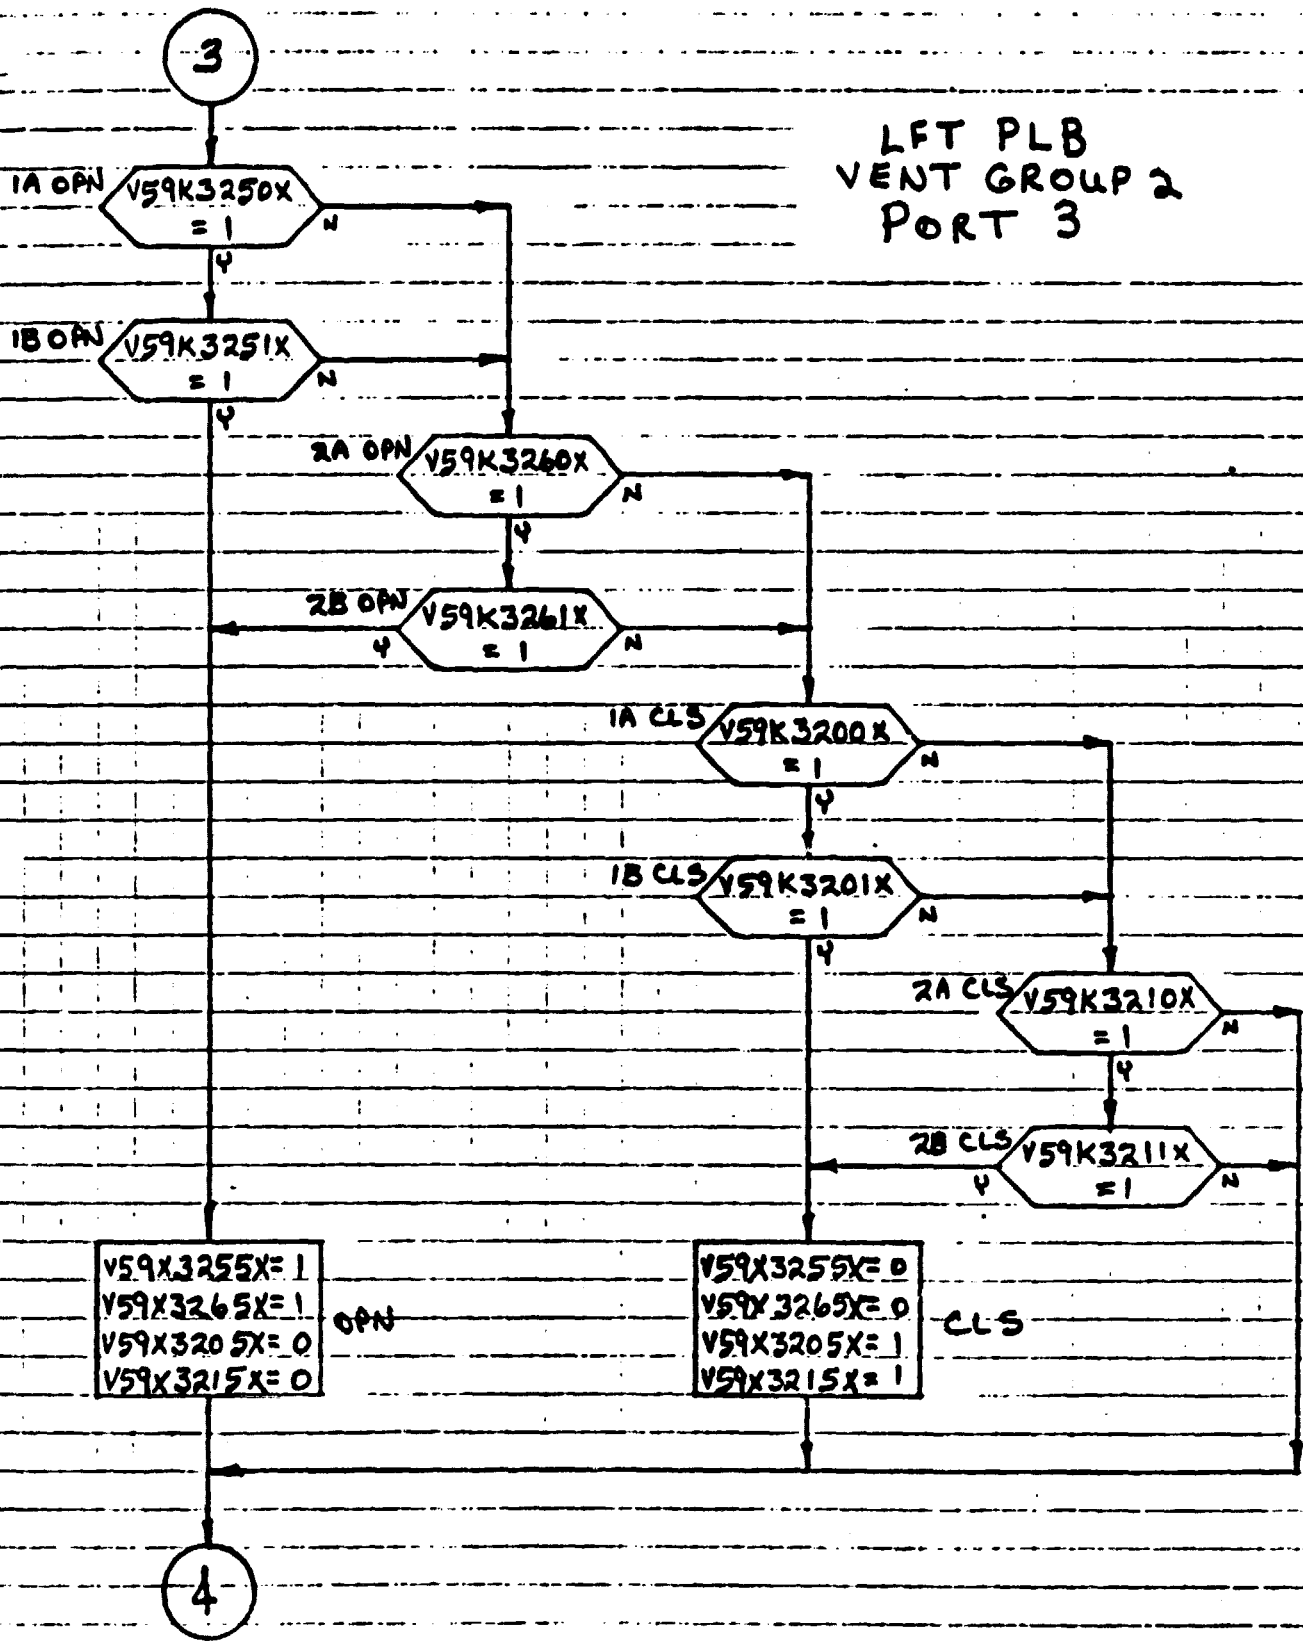 3
LFT PLB
VENT GROUP 2
PORT 3
1A OPN
V59K3250X
= 1
N
Y
1B OPN
V59K3251X
= 1
N
Y
2A OPN
V59K3260X
= 1
N
Y
2B OPN
V59K3261X
= 1
Y
N
1A CLS
V59K3200X
= 1
N
Y
1B CLS
V59K3201X
= 1
N
Y
2A CLS
V59K3210X
= 1
N
Y
2B CLS
V59K3211X
= 1
Y
N
V59X3255X= 1
V59X3265X= 1
V59X3205X= 0
V59X3215X= 0
OPN
V59X3255X= 0
V59X3265X= 0
V59X3205X= 1
V59X3215X= 1
CLS
4